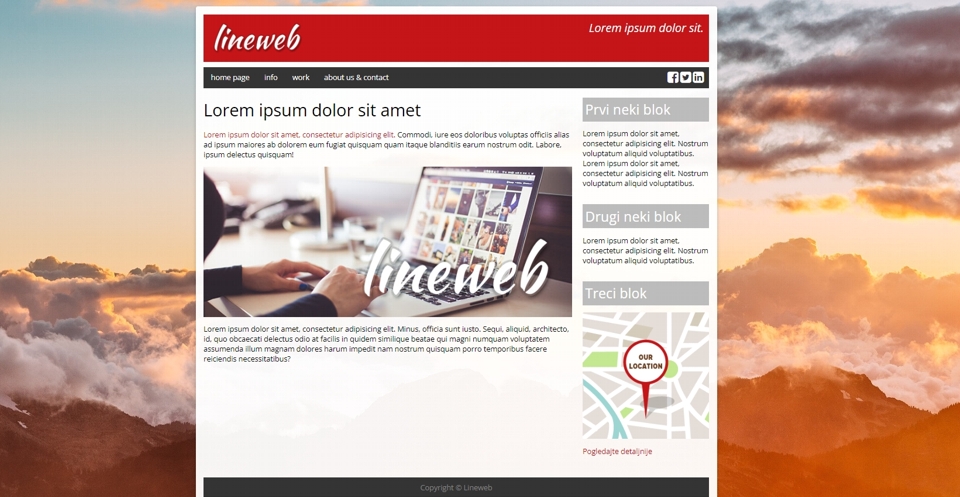 lineweb
Lorem ipsum dolor sit.
home page info work about us & contact
Lorem ipsum dolor sit amet
Lorem ipsum dolor sit amet, consectetur adipisicing elit. Commodi, iure eos doloribus voluptas officiis alias
ad ipsum maiores ab dolorem eum fugiat quisquam quam itaque blanditiis earum nostrum odit. Labore,
ipsum delectus quisquam!
lineweb
Lorem ipsum dolor sit amet, consectetur adipisicing elit. Minus, officia sunt iusto. Sequi, aliquid, architecto,
id, quo obcaecati delectus odio at facilis in quidem similique beatae qui magni numquam voluptatem
assumenda illum magnam dolores harum impedit nam nostrum quisquam porro temporibus facere
reiciendis necessitatibus?
Prvi neki blok
Lorem ipsum dolor sit amet,
consectetur adipisicing elit. Nostrum
voluptatum aliquid voluptatibus.
Lorem ipsum dolor sit amet,
consectetur adipisicing elit. Nostrum
voluptatum aliquid voluptatibus.
Drugi neki blok
Lorem ipsum dolor sit amet,
consectetur adipisicing elit. Nostrum
voluptatum aliquid voluptatibus.
Treci blok
OUR
LOCATION
Pogledajte detaljnije
Copyright © Lineweb